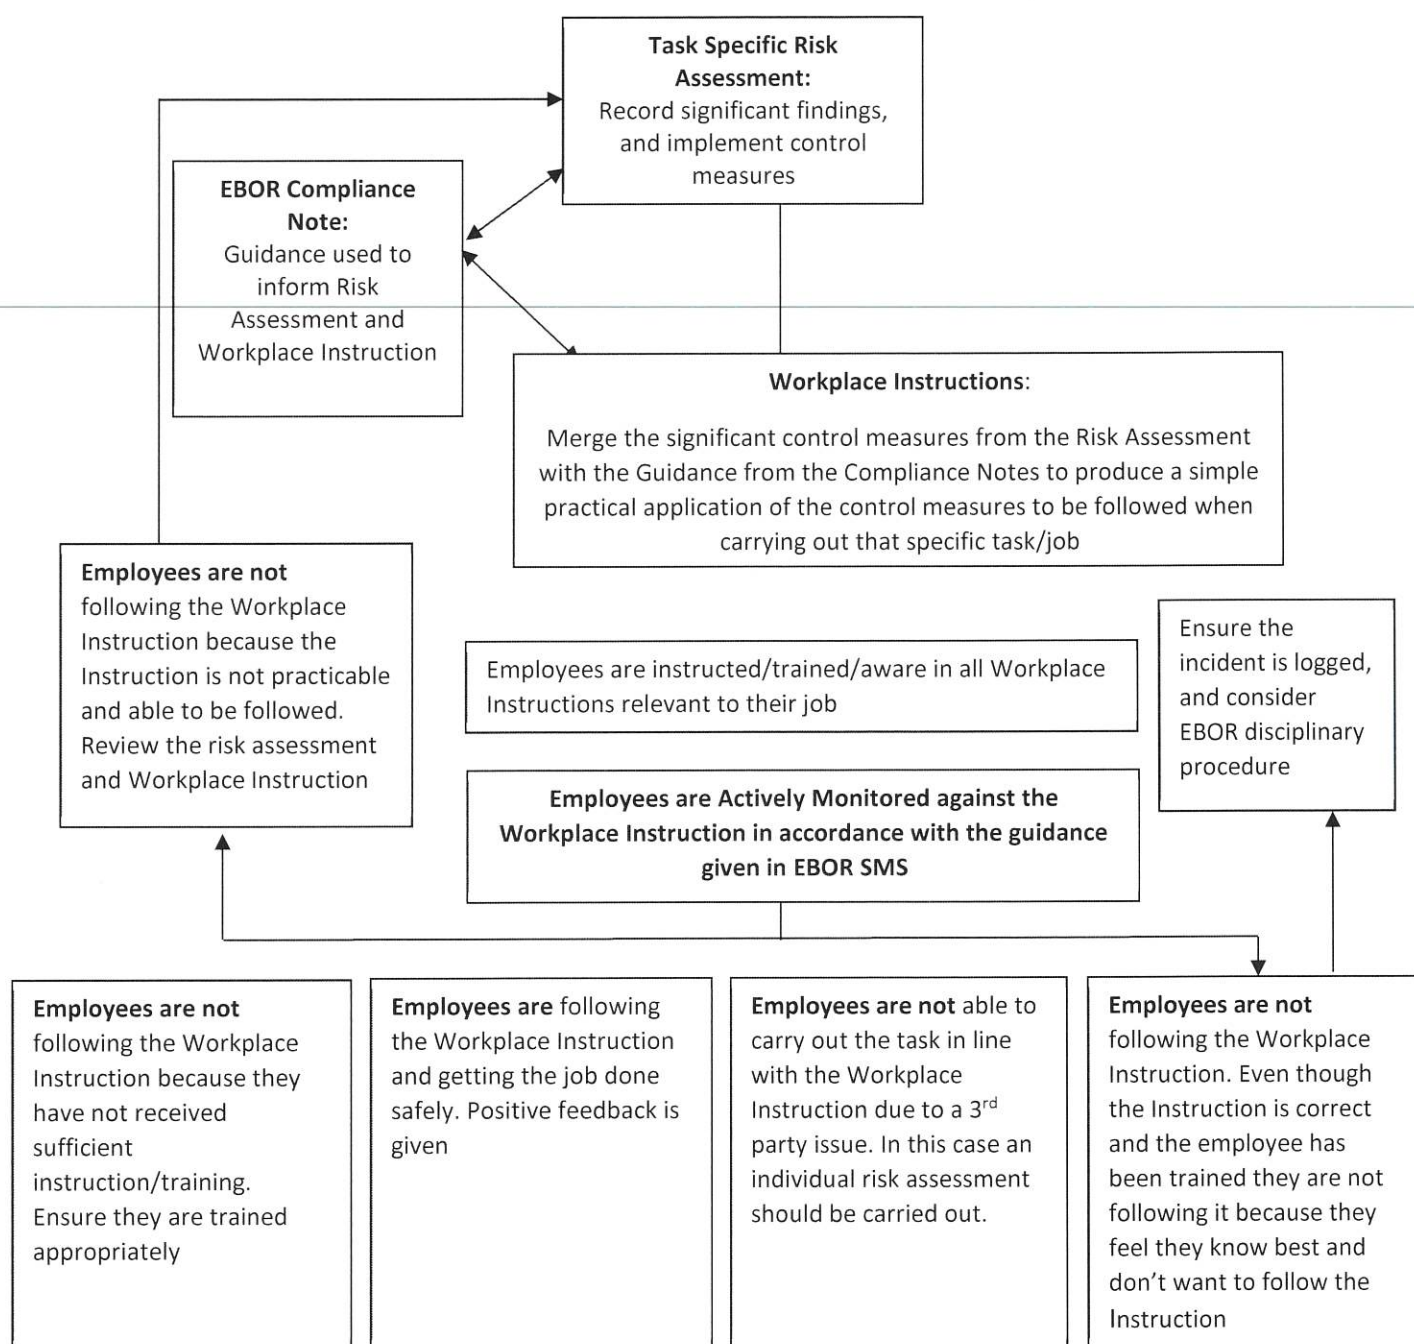 Task Specific Risk
Assessment:
Record significant findings,
and implement control
measures
EBOR Compliance
Note:
Guidance used to
inform Risk
Assessment and
Workplace Instruction
Workplace Instructions:
Merge the significant control measures from the Risk Assessment
with the Guidance from the Compliance Notes to produce a simple
practical application of the control measures to be followed when
carrying out that specific task/job
Employees are not
following the Workplace
Instruction because the
Instruction is not practicable
and able to be followed.
Review the risk assessment
and Workplace Instruction
Employees are instructed/trained/aware in all Workplace
Instructions relevant to their job
Ensure the
incident is logged,
and consider
EBOR disciplinary
procedure
Employees are Actively Monitored against the
Workplace Instruction in accordance with the guidance
given in EBOR SMS
Employees are not
following the Workplace
Instruction because they
have not received
sufficient
instruction/training.
Ensure they are trained
appropriately
Employees are following
the Workplace Instruction
and getting the job done
safely. Positive feedback is
given
Employees are not able to
carry out the task in line
with the Workplace
Instruction due to a 3rd
party issue. In this case an
individual risk assessment
should be carried out.
Employees are not
following the Workplace
Instruction. Even though
the Instruction is correct
and the employee has
been trained they are not
following it because they
feel they know best and
don't want to follow the
Instruction